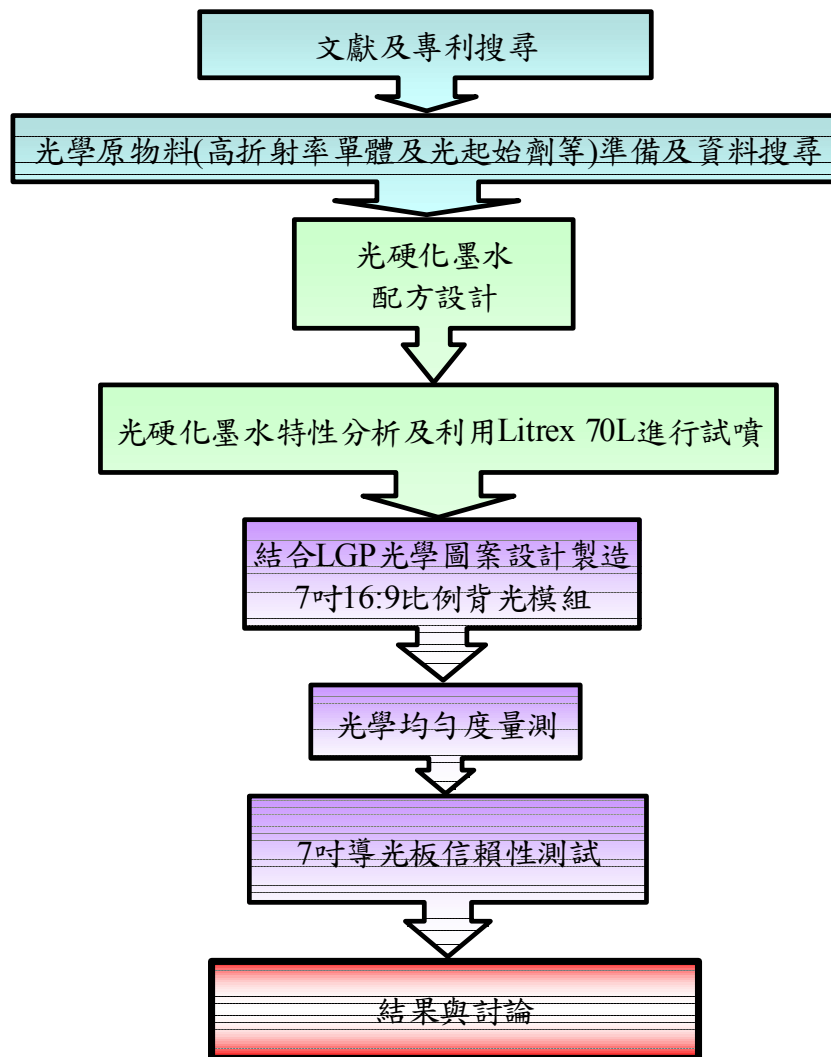 文獻及專利搜尋
光學原物料(高折射率單體及光起始劑等)準備及資料搜尋
光硬化墨水
配方設計
光硬化墨水特性分析及利用Litrex 70L進行試噴
結合LGP光學圖案設計製造
7吋16:9比例背光模組
光學均勻度量測
7吋導光板信賴性測試
結果與討論